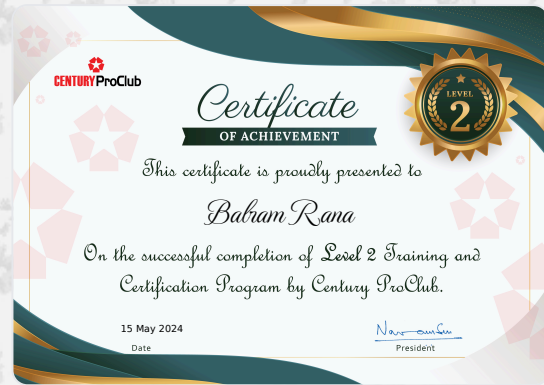 CENTURY ProClub
LEVEL
2
Certificate
OF ACHIEVEMENT
This certificate is proudly presented to
Balram Rana
On the successful completion of Level 2 Training and
Certification Program by Century ProClub.
15 May 2024
Date
President